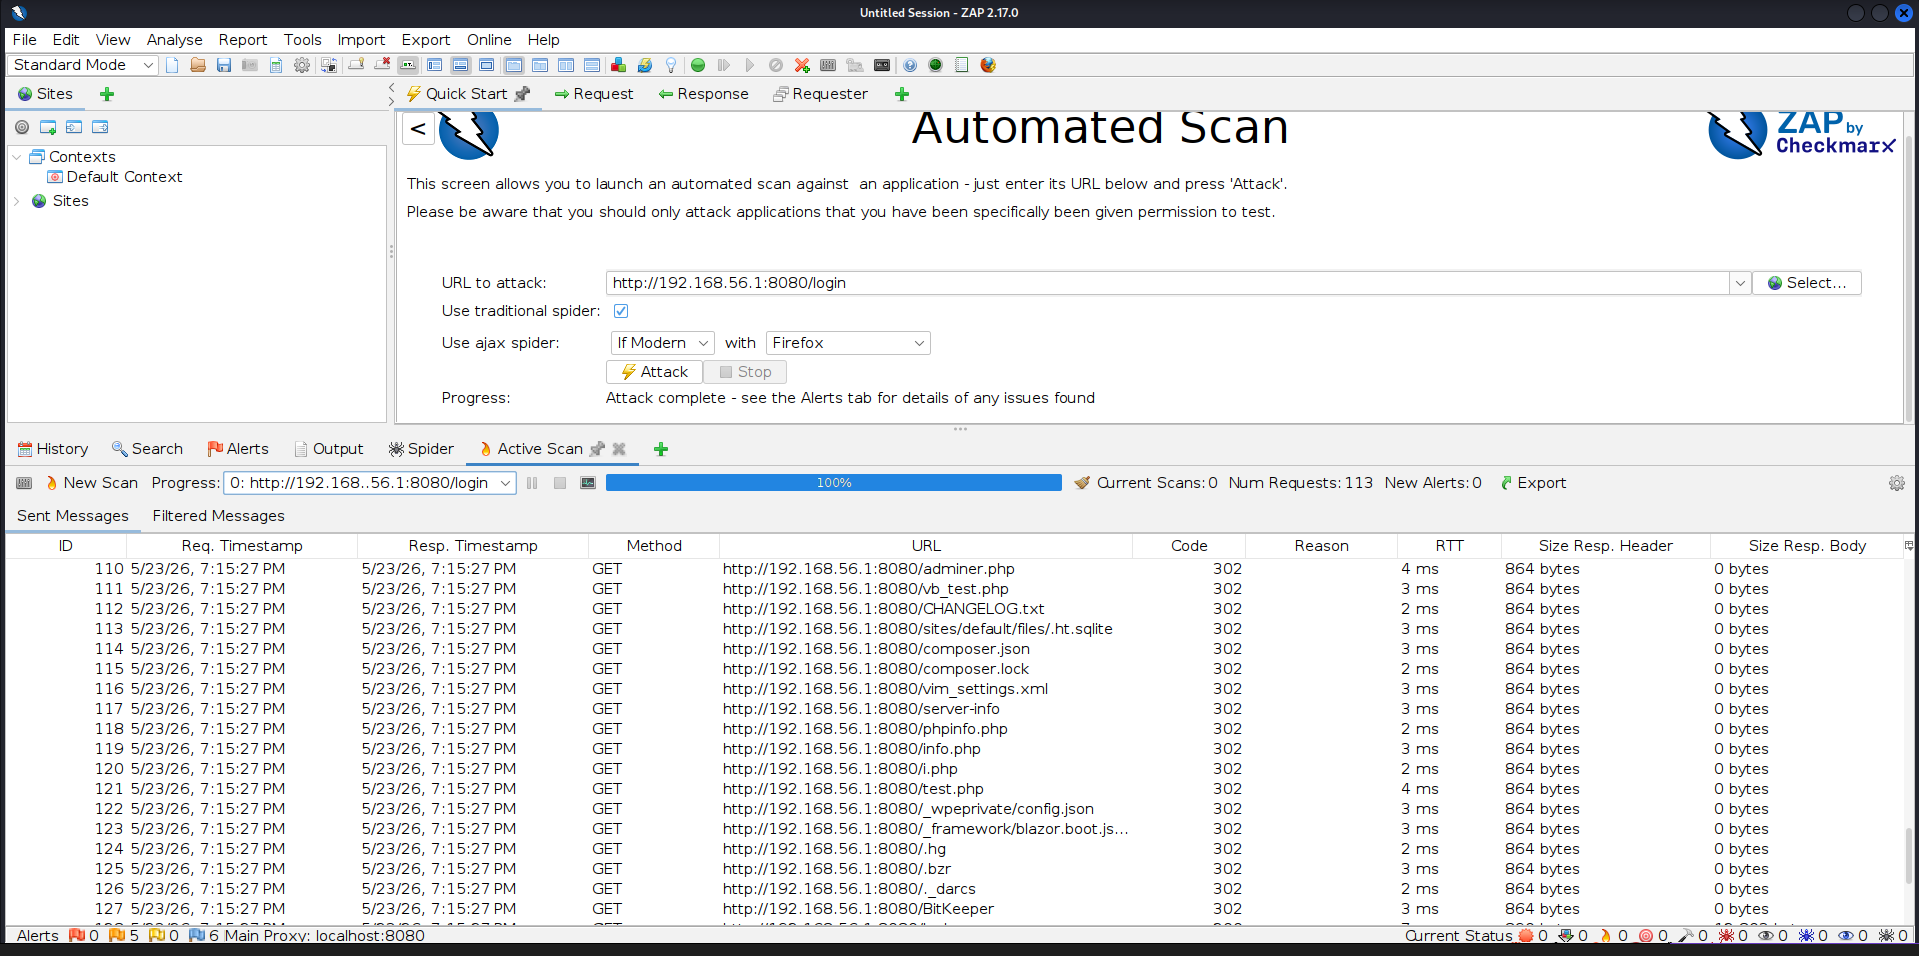 Untitled Session - ZAP 2.17.0
File Edit View Analyse Report Tools Import Export Online Help
Standard Mode
Sites
Quick Start Request Response Requester
< Automated Scan ZAP by Checkmarx
Contexts
Default Context
Sites
This screen allows you to launch an automated scan against an application - just enter its URL below and press 'Attack'.
Please be aware that you should only attack applications that you have been specifically been given permission to test.
URL to attack: http://192.168.56.1:8080/login Select...
Use traditional spider:
Use ajax spider: If Modern with Firefox
Attack Stop
Progress: Attack complete - see the Alerts tab for details of any issues found
History Search Alerts Output Spider Active Scan
New Scan Progress: 0: http://192.168..56.1:8080/login 100% Current Scans: 0 Num Requests: 113 New Alerts: 0 Export
Sent Messages Filtered Messages
ID Req. Timestamp Resp. Timestamp Method URL Code Reason RTT Size Resp. Header Size Resp. Body
110 5/23/26, 7:15:27 PM 5/23/26, 7:15:27 PM GET http://192.168.56.1:8080/adminer.php 302 4 ms 864 bytes 0 bytes
111 5/23/26, 7:15:27 PM 5/23/26, 7:15:27 PM GET http://192.168.56.1:8080/vb_test.php 302 3 ms 864 bytes 0 bytes
112 5/23/26, 7:15:27 PM 5/23/26, 7:15:27 PM GET http://192.168.56.1:8080/CHANGELOG.txt 302 2 ms 864 bytes 0 bytes
113 5/23/26, 7:15:27 PM 5/23/26, 7:15:27 PM GET http://192.168.56.1:8080/sites/default/files/.ht.sqlite 302 3 ms 864 bytes 0 bytes
114 5/23/26, 7:15:27 PM 5/23/26, 7:15:27 PM GET http://192.168.56.1:8080/composer.json 302 3 ms 864 bytes 0 bytes
115 5/23/26, 7:15:27 PM 5/23/26, 7:15:27 PM GET http://192.168.56.1:8080/composer.lock 302 2 ms 864 bytes 0 bytes
116 5/23/26, 7:15:27 PM 5/23/26, 7:15:27 PM GET http://192.168.56.1:8080/vim_settings.xml 302 3 ms 864 bytes 0 bytes
117 5/23/26, 7:15:27 PM 5/23/26, 7:15:27 PM GET http://192.168.56.1:8080/server-info 302 3 ms 864 bytes 0 bytes
118 5/23/26, 7:15:27 PM 5/23/26, 7:15:27 PM GET http://192.168.56.1:8080/phpinfo.php 302 2 ms 864 bytes 0 bytes
119 5/23/26, 7:15:27 PM 5/23/26, 7:15:27 PM GET http://192.168.56.1:8080/info.php 302 3 ms 864 bytes 0 bytes
120 5/23/26, 7:15:27 PM 5/23/26, 7:15:27 PM GET http://192.168.56.1:8080/i.php 302 2 ms 864 bytes 0 bytes
121 5/23/26, 7:15:27 PM 5/23/26, 7:15:27 PM GET http://192.168.56.1:8080/test.php 302 4 ms 864 bytes 0 bytes
122 5/23/26, 7:15:27 PM 5/23/26, 7:15:27 PM GET http://192.168.56.1:8080/_wpeprivate/config.json 302 3 ms 864 bytes 0 bytes
123 5/23/26, 7:15:27 PM 5/23/26, 7:15:27 PM GET http://192.168.56.1:8080/_framework/blazor.boot.js... 302 3 ms 864 bytes 0 bytes
124 5/23/26, 7:15:27 PM 5/23/26, 7:15:27 PM GET http://192.168.56.1:8080/.hg 302 2 ms 864 bytes 0 bytes
125 5/23/26, 7:15:27 PM 5/23/26, 7:15:27 PM GET http://192.168.56.1:8080/.bzr 302 3 ms 864 bytes 0 bytes
126 5/23/26, 7:15:27 PM 5/23/26, 7:15:27 PM GET http://192.168.56.1:8080/._darcs 302 2 ms 864 bytes 0 bytes
127 5/23/26, 7:15:27 PM 5/23/26, 7:15:27 PM GET http://192.168.56.1:8080/BitKeeper 302 3 ms 864 bytes 0 bytes
Alerts 0 5 0 6 Main Proxy: localhost:8080 Current Status 0 0 0 0 0 0 0 0 0 0